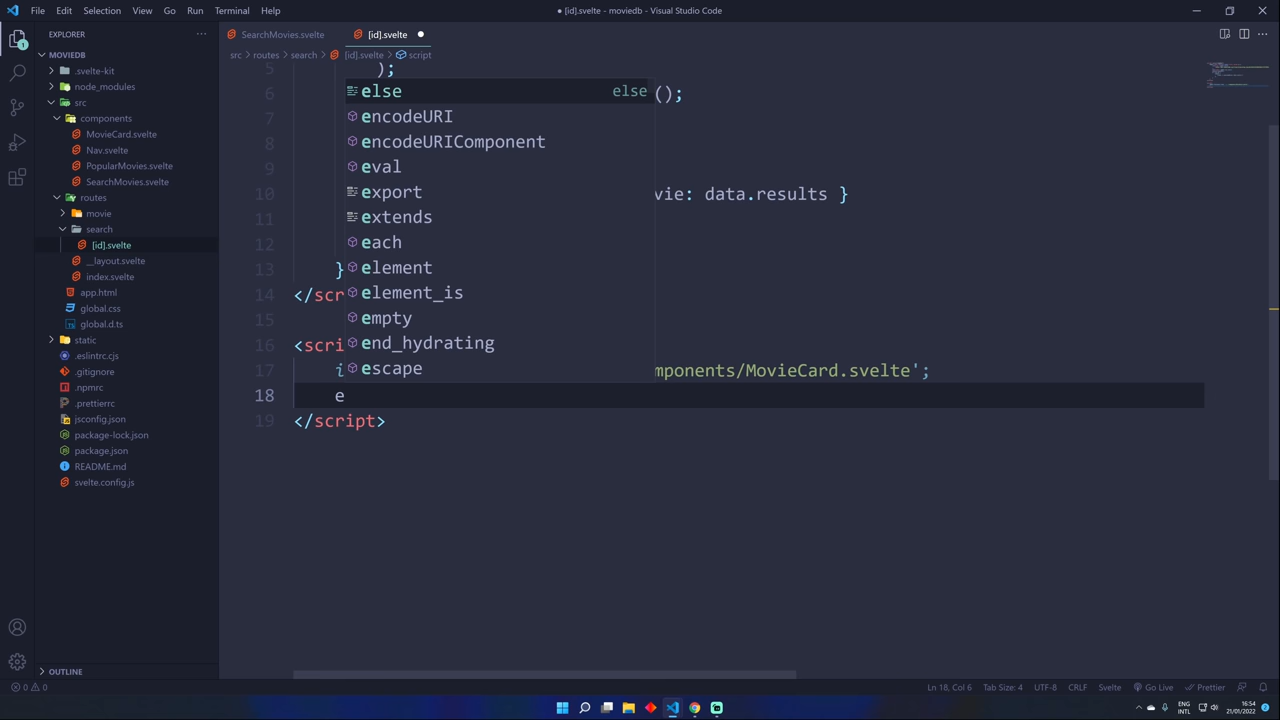 File Edit Selection View Go Run Terminal Help
● [id].svelte - moviedb - Visual Studio Code
EXPLORER
MOVIEDB
.svelte-kit
node_modules
src
components
MovieCard.svelte
Nav.svelte
PopularMovies.svelte
SearchMovies.svelte
routes
movie
search
[id].svelte
__layout.svelte
index.svelte
app.html
global.css
global.d.ts
static
.eslintrc.cjs
.gitignore
.npmrc
.prettierrc
jsconfig.json
package-lock.json
package.json
README.md
svelte.config.js
OUTLINE
SearchMovies.svelte [id].svelte
src > routes > search > [id].svelte > script
5 );
6 ();
7
8
9
10 vie: data.results }
11
12
13 }
14 </scr
15
16 <scri
17 i mponents/MovieCard.svelte';
18 e
19 </script>
else else
encodeURI
encodeURIComponent
eval
export
extends
each
element
element_is
empty
end_hydrating
escape
0 0 Ln 18, Col 6 Tab Size: 4 UTF-8 CRLF Svelte Go Live Prettier
ENG INTL
16:54
21/01/2022